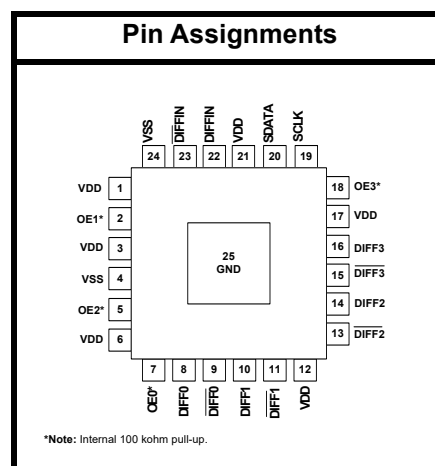 Pin Assignments
VSS
DIFFIN
DIFFIN
VDD
SDATA
SCLK
24
23
22
21
20
19
VDD 1
OE1* 2
VDD 3
VSS 4
OE2* 5
VDD 6
18 OE3*
17 VDD
16 DIFF3
15 DIFF3
14 DIFF2
13 DIFF2
25
GND
7
8
9
10
11
12
OE0*
DIFF0
DIFF0
DIFF1
DIFF1
VDD
*Note: Internal 100 kohm pull-up.